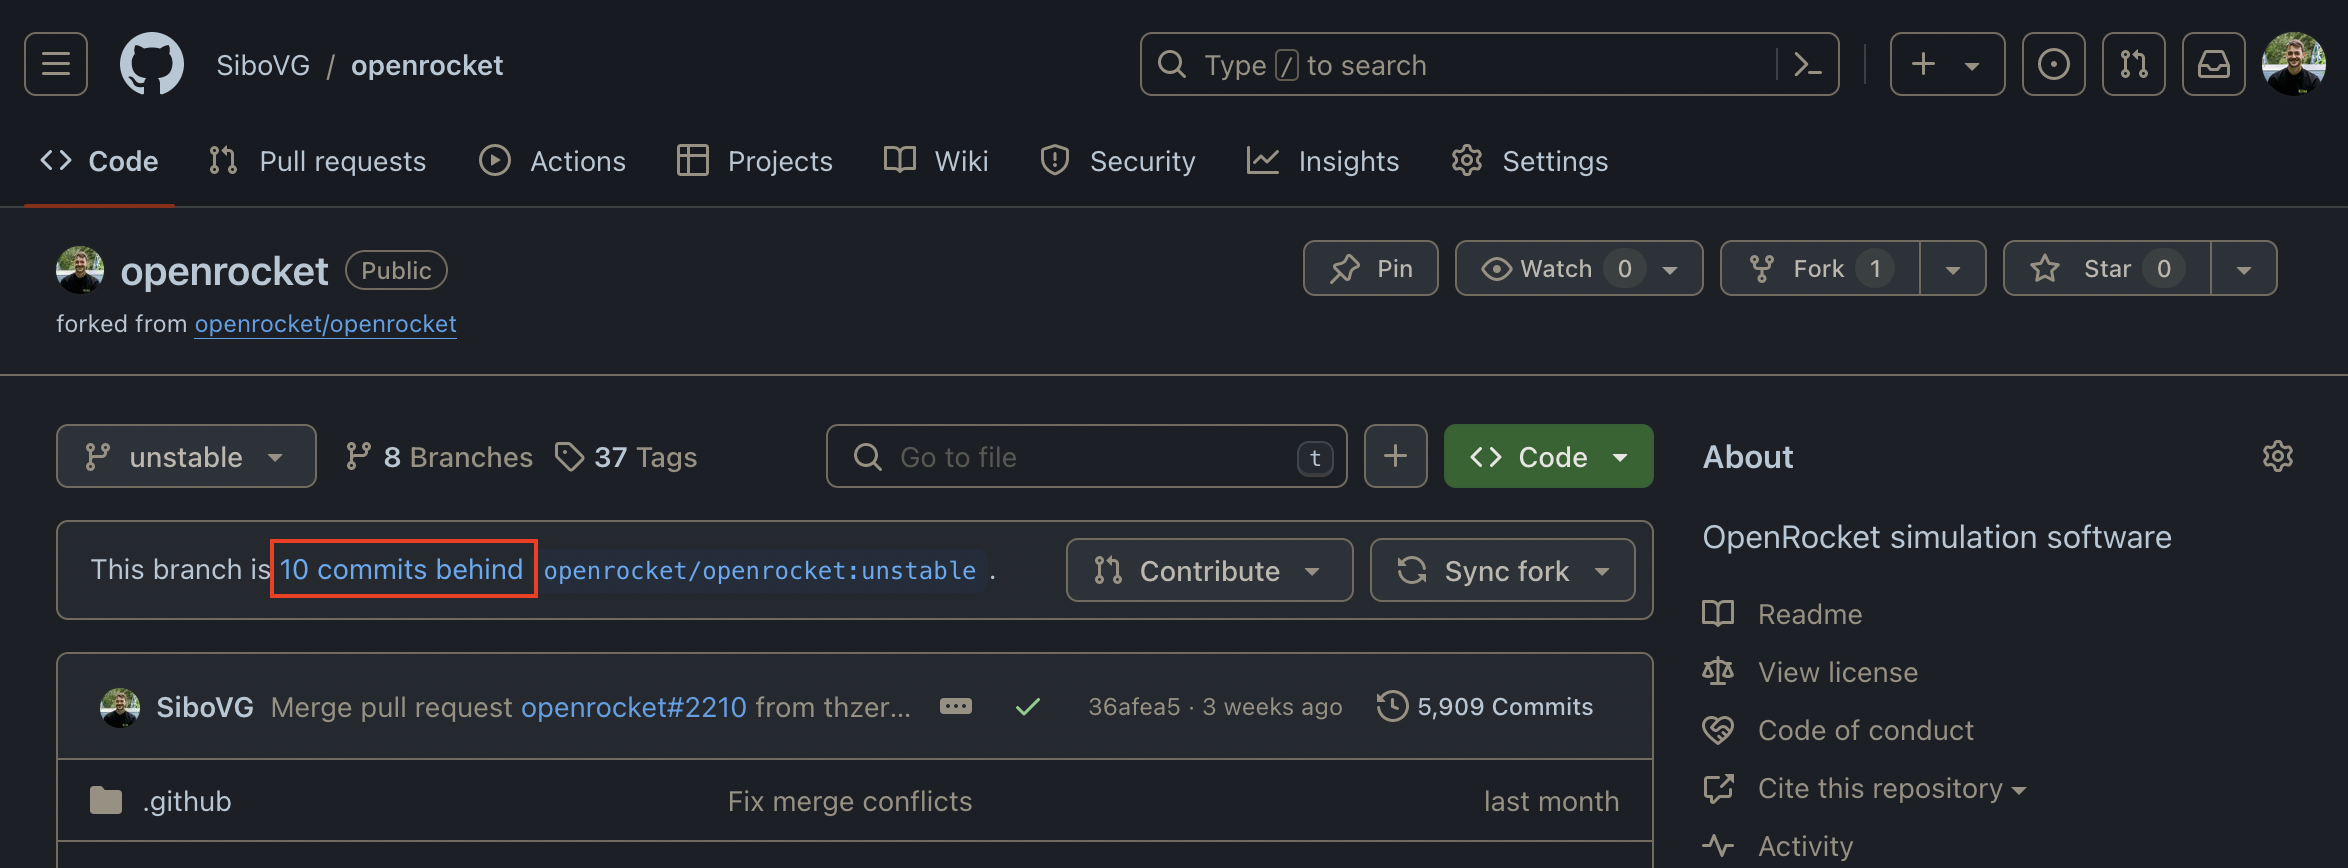 SiboVG / openrocket
Type / to search
Code
Pull requests
Actions
Projects
Wiki
Security
Insights
Settings
openrocket Public
Pin
Watch 0
Fork 1
Star 0
forked from openrocket/openrocket
unstable
8 Branches
37 Tags
Go to file t
Code
About
OpenRocket simulation software
This branch is 10 commits behind openrocket/openrocket:unstable .
Contribute
Sync fork
Readme
View license
Code of conduct
Cite this repository
Activity
SiboVG Merge pull request openrocket#2210 from thzer... 36afea5 · 3 weeks ago 5,909 Commits
.github Fix merge conflicts last month